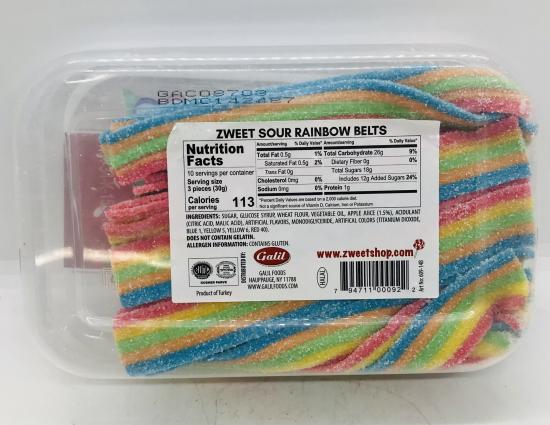 GAC08703
BDMC142457
ZWEET SOUR RAINBOW BELTS
Nutrition Facts
10 servings per container
Serving size
3 pieces (30g)
Calories 113
per serving
Amount/serving % Daily Value* Amount/serving % Daily Value*
Total Fat 0.5g 1% Total Carbohydrate 26g 9%
Saturated Fat 0.5g 2% Dietary Fiber 0g 0%
Trans Fat 0g Total Sugars 18g
Cholesterol 0mg 0% Includes 12g Added Sugars 24%
Sodium 0mg 0% Protein 1g
*Percent Daily Values are based on a 2,000 calorie diet.
Not a significant source of Vitamin D, Calcium, Iron or Potassium
INGREDIENTS: SUGAR, GLUCOSE SYRUP, WHEAT FLOUR, VEGETABLE OIL, APPLE JUICE (1.5%), ACIDULANT
(CITRIC ACID, MALIC ACID), ARTIFICIAL FLAVORS, MONODIGLYCERIDE, ARTIFICAL COLORS (TITANIUM DIOXIDE,
BLUE 1, YELLOW 5, YELLOW 6, RED 40).
DOES NOT CONTAIN GELATIN.
ALLERGEN INFORMATION: CONTAINS GLUTEN.
KOSHER PARVE
Product of Turkey
DISTRIBUTED BY:
Galil
GALIL FOODS
HAUPPAUGE, NY 11788
WWW.GALILFOODS.COM
www.zweetshop.com
HALAL
7 94711 00092 2